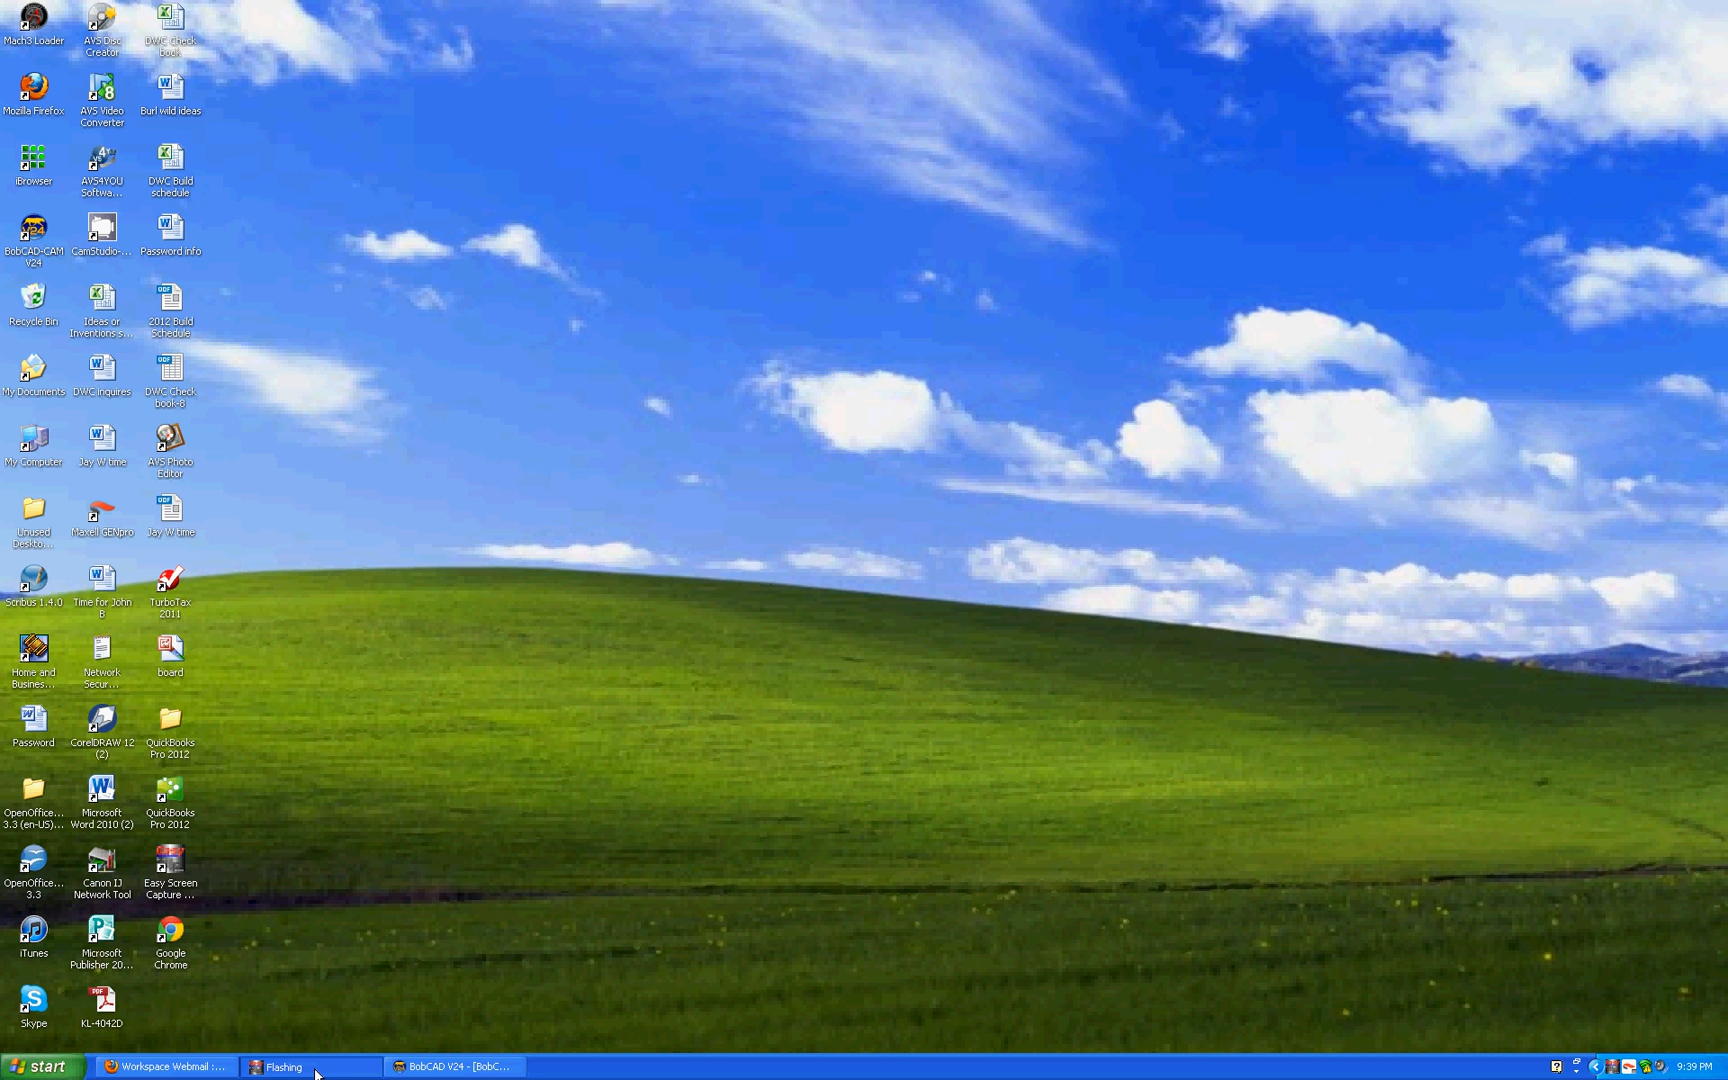 Mach3 Loader
AVS Disc
Creator
DWC Check
book
Mozilla Firefox
AVS Video
Converter
Burl wild ideas
iBrowser
AVS4YOU
Softwa...
DWC Build
schedule
BobCAD-CAM
V24
CamStudio-...
Password info
Recycle Bin
Ideas or
Inventions s...
2012 Build
Schedule
My Documents
DWC inquires
DWC Check
book-8
My Computer
Jay W time
AVS Photo
Editor
Unused
Deskto...
Maxell GENpro
Jay W time
Scribus 1.4.0
Time for John
B
TurboTax
2011
Home and
Busines...
Network
Secur...
board
Password
CorelDRAW 12
(2)
QuickBooks
Pro 2012
OpenOffice...
3.3 (en-US)...
Microsoft
Word 2010 (2)
QuickBooks
Pro 2012
OpenOffice...
3.3
Canon IJ
Network Tool
Easy Screen
Capture ...
iTunes
Microsoft
Publisher 20...
Google
Chrome
Skype
KL-4042D
start
Workspace Webmail :...
Flashing
BobCAD V24 - [BobC...
9:39 PM